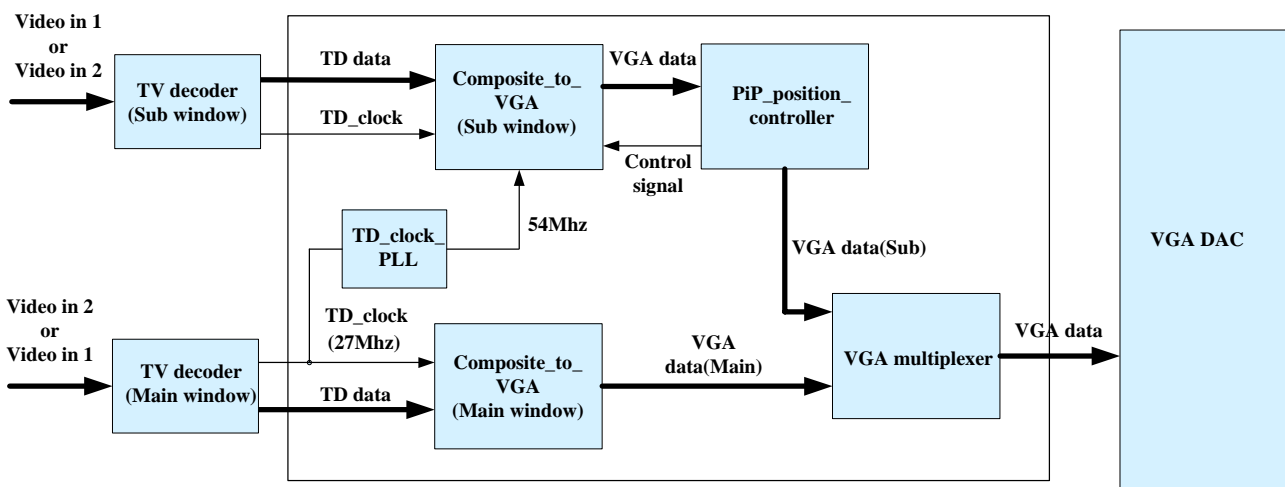 Video in 1
or
Video in 2
TV decoder
(Sub window)
TD data
TD_clock
Composite_to_
VGA
(Sub window)
VGA data
Control
signal
PiP_position_
controller
TD_clock_
PLL
54Mhz
VGA data(Sub)
VGA DAC
Video in 2
or
Video in 1
TV decoder
(Main window)
TD_clock
(27Mhz)
TD data
Composite_to_
VGA
(Main window)
VGA
data(Main)
VGA multiplexer
VGA data